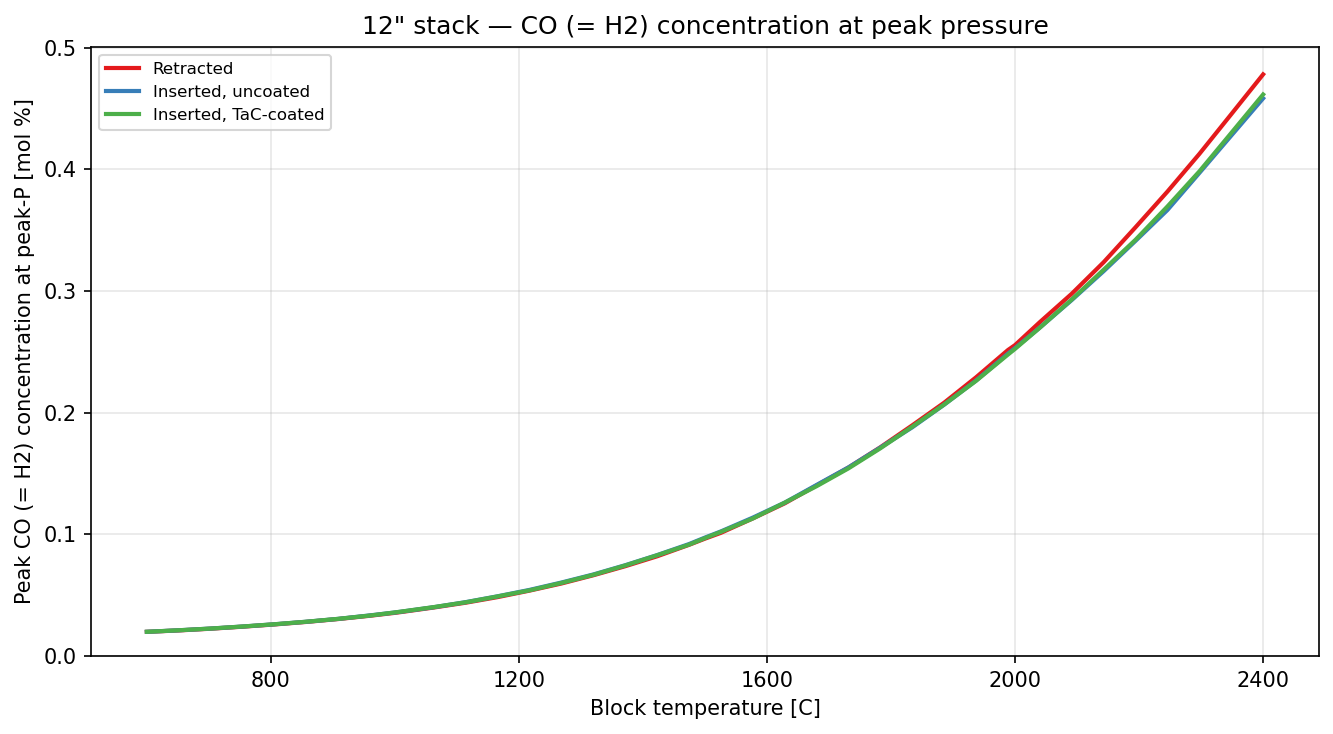 12" stack — CO (= H2) concentration at peak pressure
Peak CO (= H2) concentration at peak-P [mol %]
0.5
0.4
0.3
0.2
0.1
0.0
Retracted
Inserted, uncoated
Inserted, TaC-coated
800
1200
1600
2000
2400
Block temperature [C]